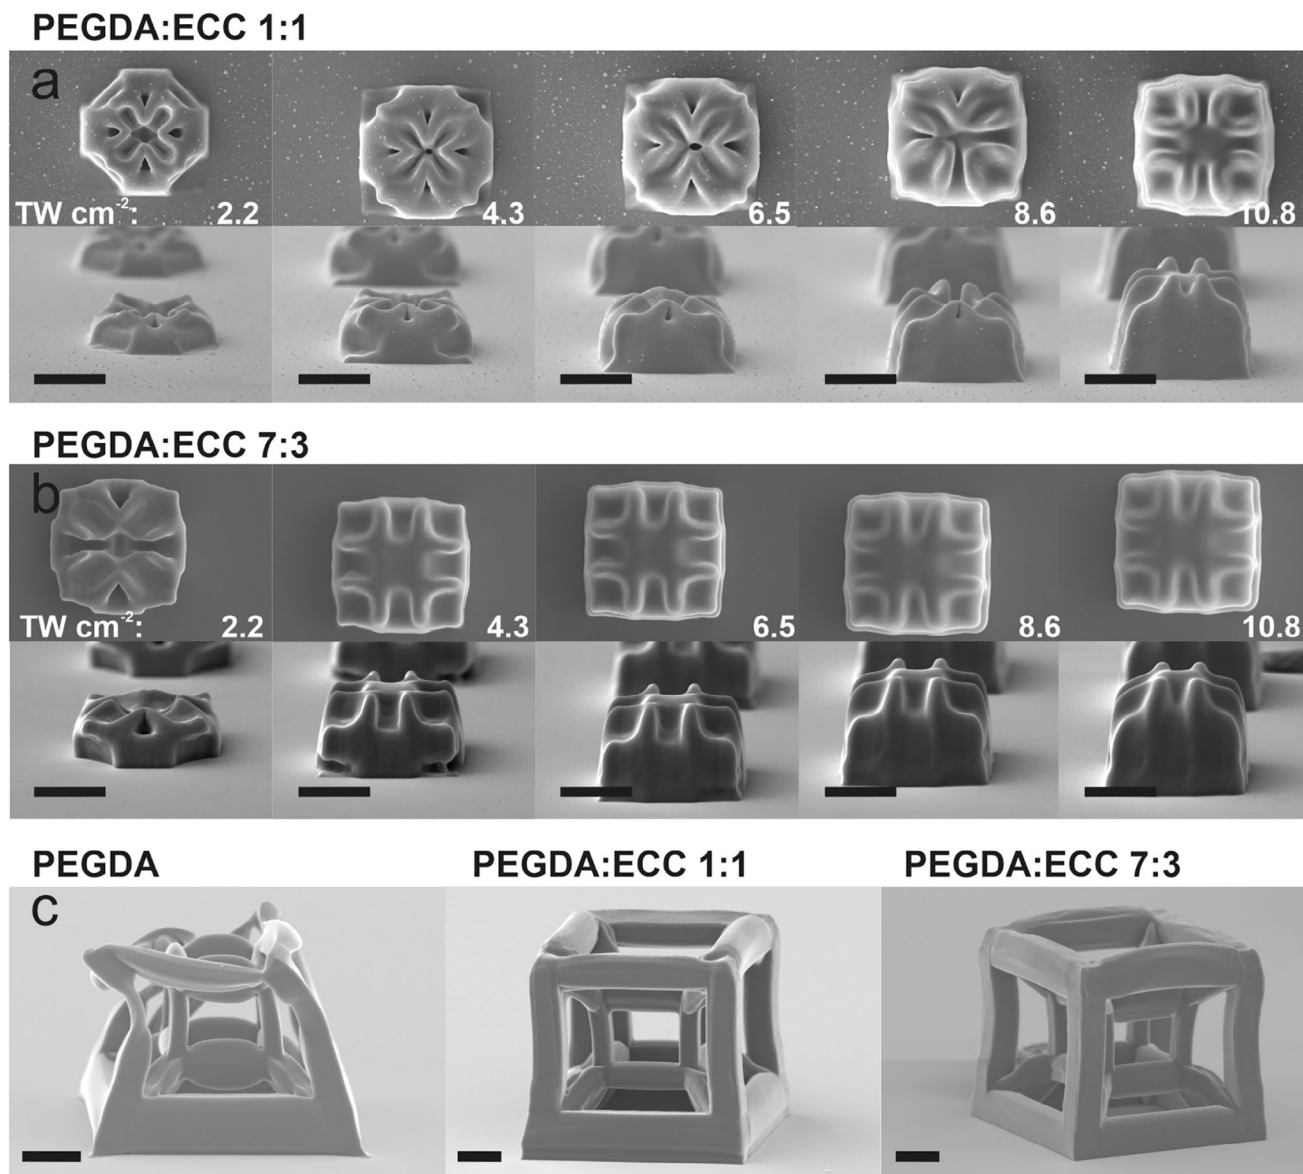 PEGDA:ECC 1:1
a
TW cm⁻²: 2.2 4.3 6.5 8.6 10.8
PEGDA:ECC 7:3
b
TW cm⁻²: 2.2 4.3 6.5 8.6 10.8
PEGDA PEGDA:ECC 1:1 PEGDA:ECC 7:3
c